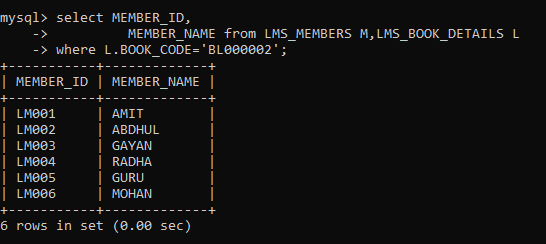 mysql> select MEMBER_ID,
    ->           MEMBER_NAME from LMS_MEMBERS M,LMS_BOOK_DETAILS L
    -> where L.BOOK_CODE='BL000002';
+-----------+-------------+
| MEMBER_ID | MEMBER_NAME |
+-----------+-------------+
| LM001     | AMIT        |
| LM002     | ABDHUL      |
| LM003     | GAYAN       |
| LM004     | RADHA       |
| LM005     | GURU        |
| LM006     | MOHAN       |
+-----------+-------------+
6 rows in set (0.00 sec)